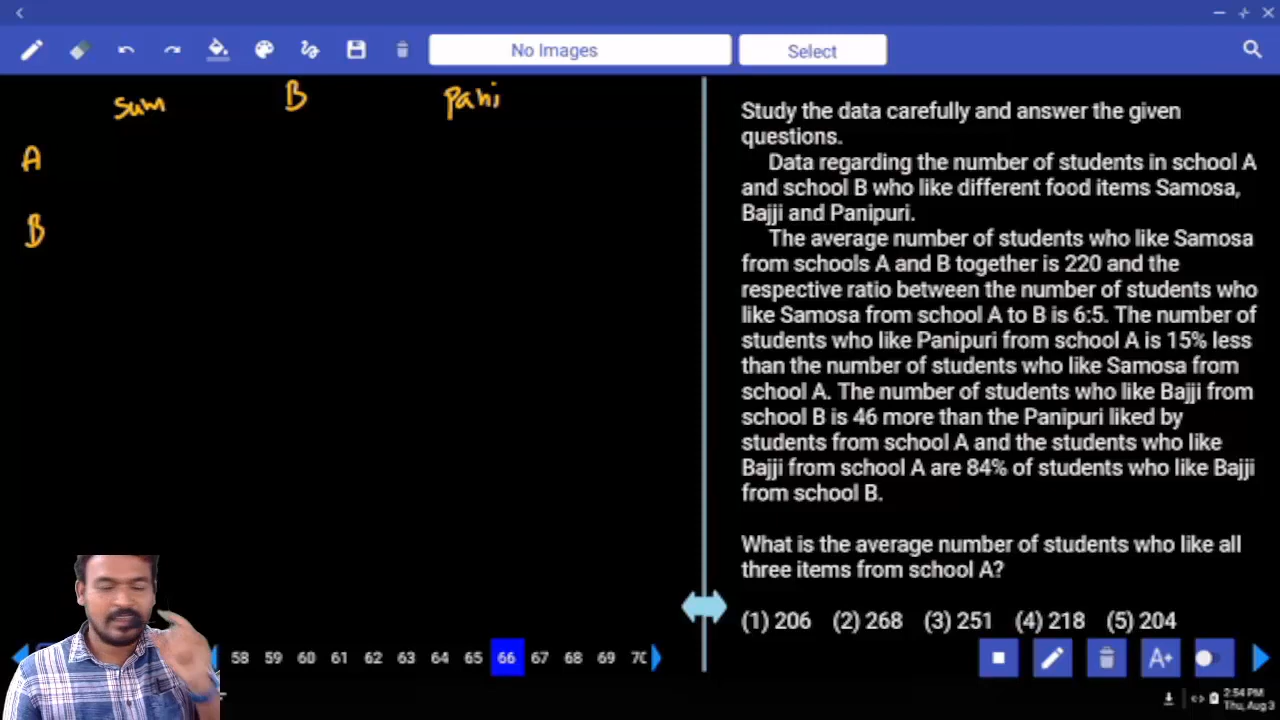 No Images
Select
Sam B Pani
A
B
Study the data carefully and answer the given
questions.
Data regarding the number of students in school A
and school B who like different food items Samosa,
Bajji and Panipuri.
The average number of students who like Samosa
from schools A and B together is 220 and the
respective ratio between the number of students who
like Samosa from school A to B is 6:5. The number of
students who like Panipuri from school A is 15% less
than the number of students who like Samosa from
school A. The number of students who like Bajji from
school B is 46 more than the Panipuri liked by
students from school A and the students who like
Bajji from school A are 84% of students who like Bajji
from school B.
What is the average number of students who like all
three items from school A?
(1) 206 (2) 268 (3) 251 (4) 218 (5) 204
58 59 60 61 62 63 64 65 66 67 68 69
A+
2:54 PM
Thu, Aug 3